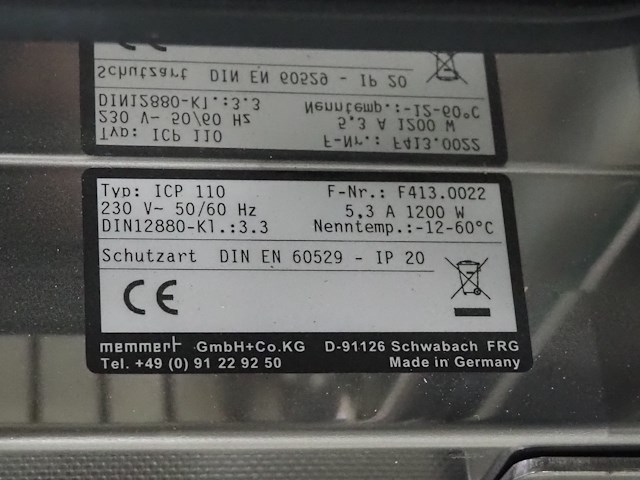 Typ: ICP 110 F-Nr.: F413.0022
230 V~ 50/60 Hz 5,3 A 1200 W
DIN12880-Kl.:3.3 Nenntemp.:-12-60°C
Schutzart DIN EN 60529 - IP 20
CE
memmert GmbH+Co.KG D-91126 Schwabach FRG
Tel. +49 (0) 91 22 92 50 Made in Germany